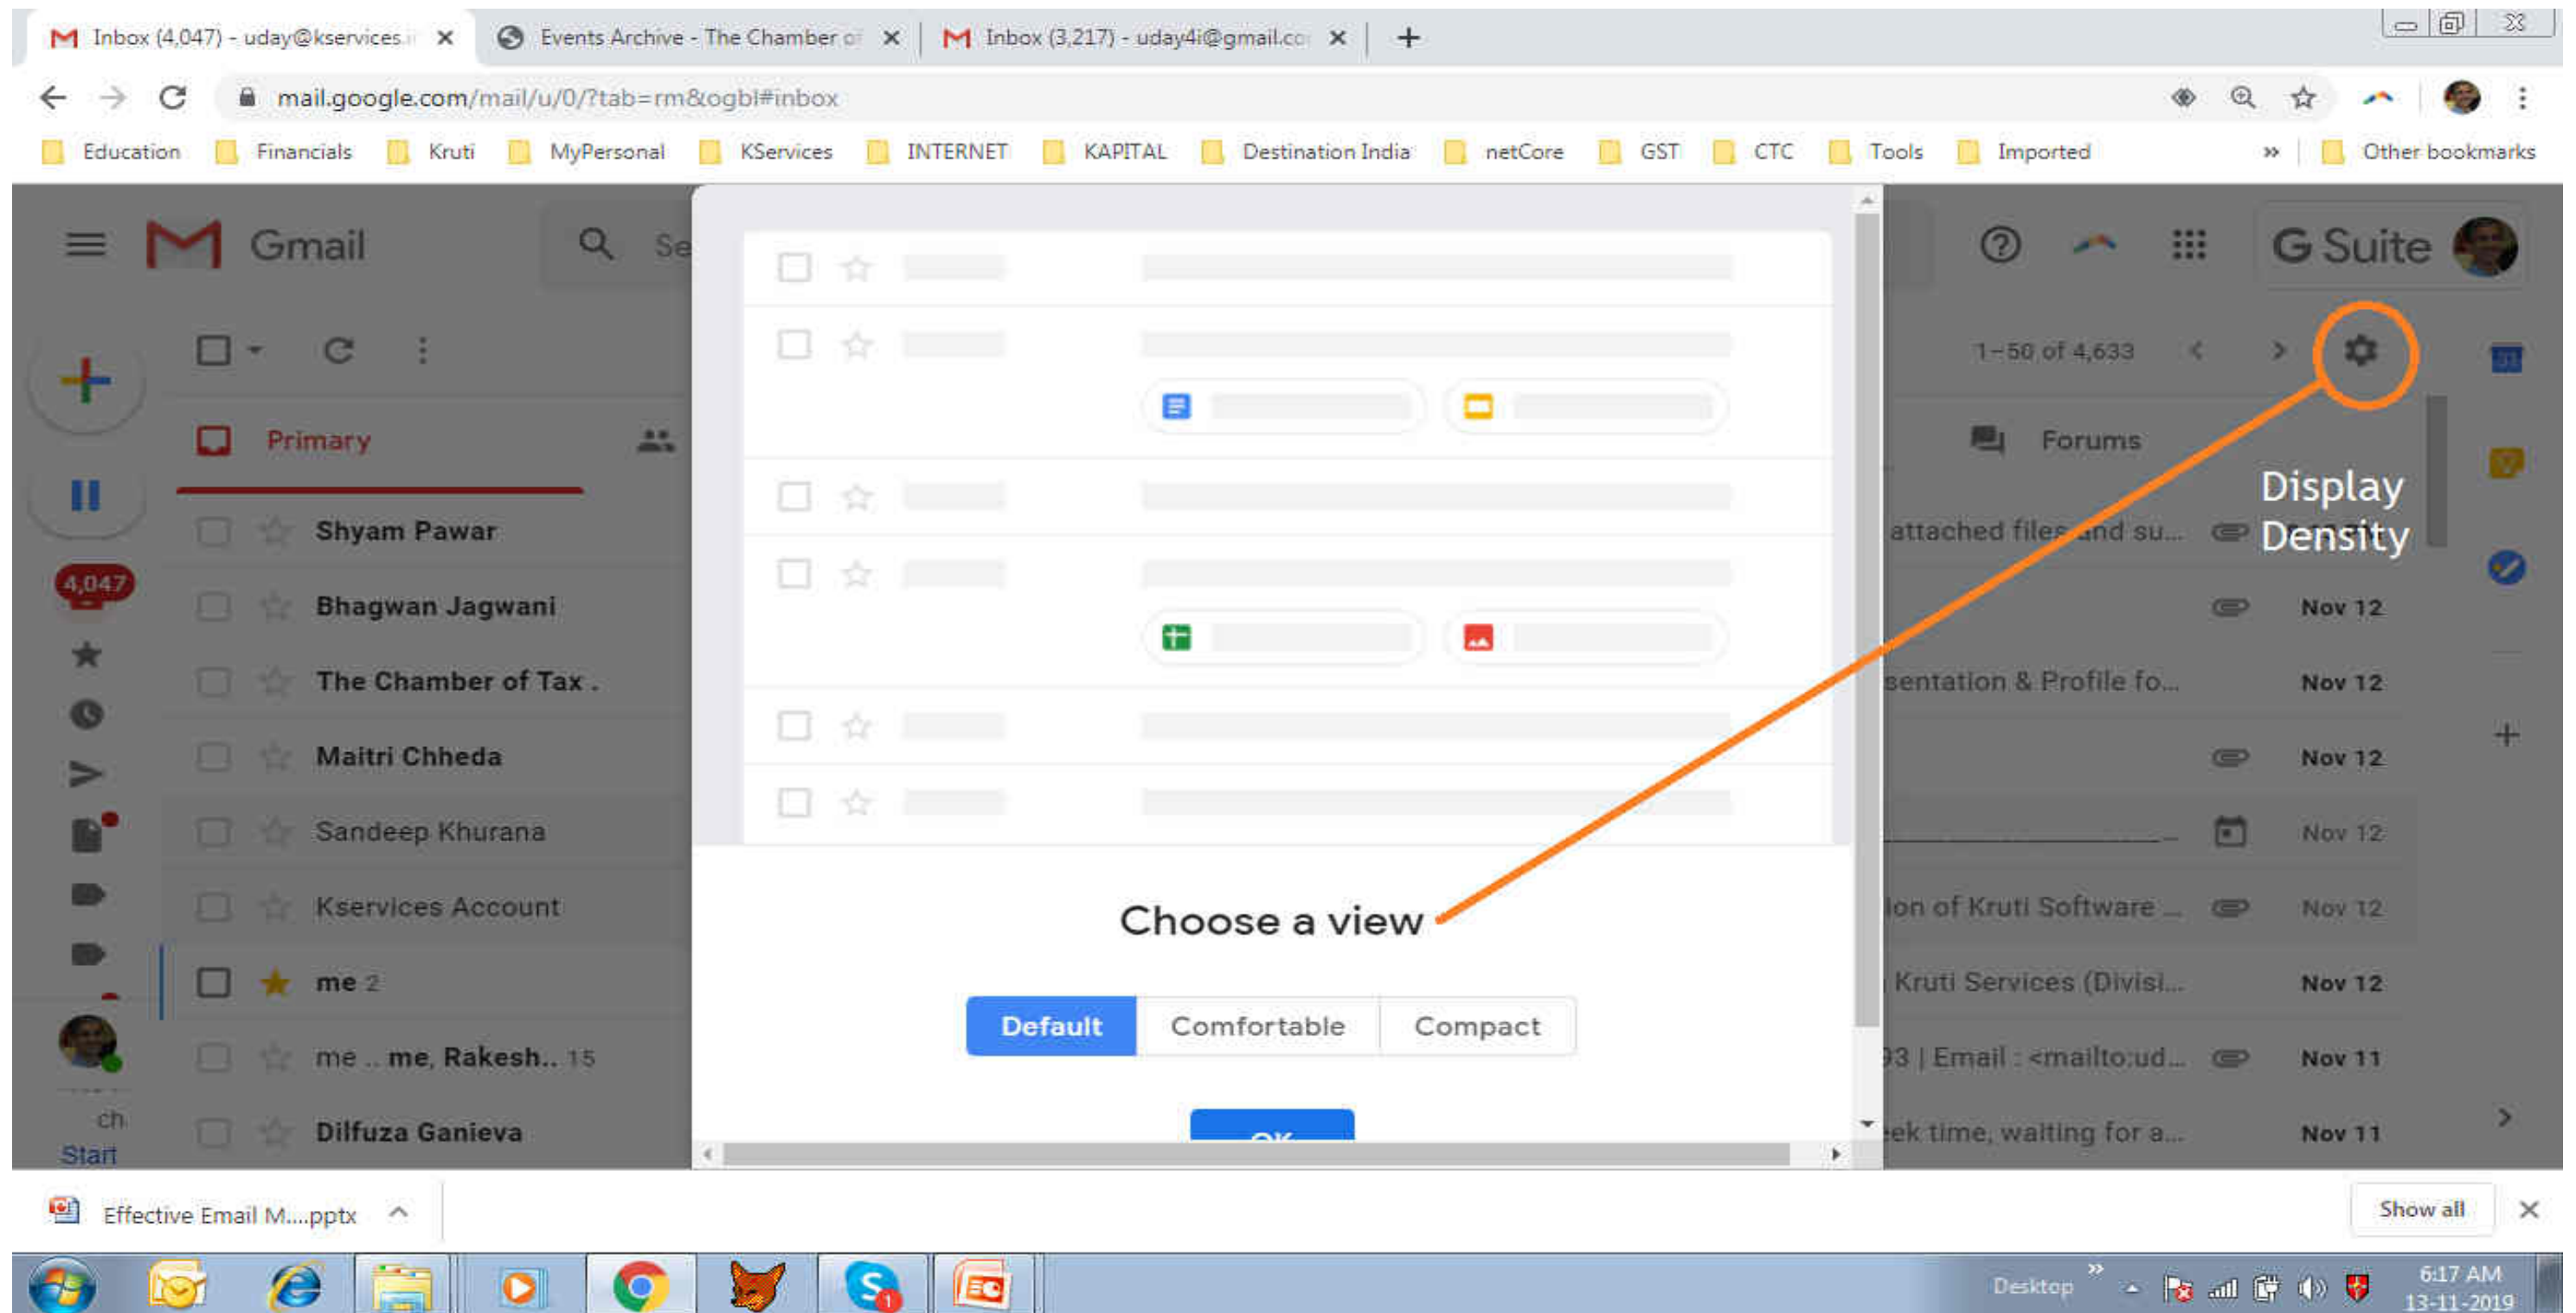 Inbox (4,047) - uday@kservices.i
Events Archive - The Chamber of
Inbox (3,217) - uday4i@gmail.co
mail.google.com/mail/u/0/?tab=rm&ogbl#inbox
Education Financials Kruti MyPersonal KServices INTERNET KAPITAL Destination India netCore GST CTC Tools Imported » Other bookmarks
Gmail
Se
G Suite
1–50 of 4,633
Primary
Forums
Display
Density
Shyam Pawar
attached files and su...
4,047
Bhagwan Jagwani
Nov 12
The Chamber of Tax .
sentation & Profile fo...
Nov 12
Maitri Chheda
Nov 12
Sandeep Khurana
Nov 12
Kservices Account
ion of Kruti Software ...
Nov 12
Choose a view
me 2
Kruti Services (Divisi...
Nov 12
Default Comfortable Compact
me .. me, Rakesh.. 15
93 | Email : <mailto:ud...
Nov 11
ch
Dilfuza Ganieva
OK
eek time, waiting for a...
Nov 11
Start
Effective Email M....pptx
Show all
Desktop »
1
6:17 AM
13-11-2019